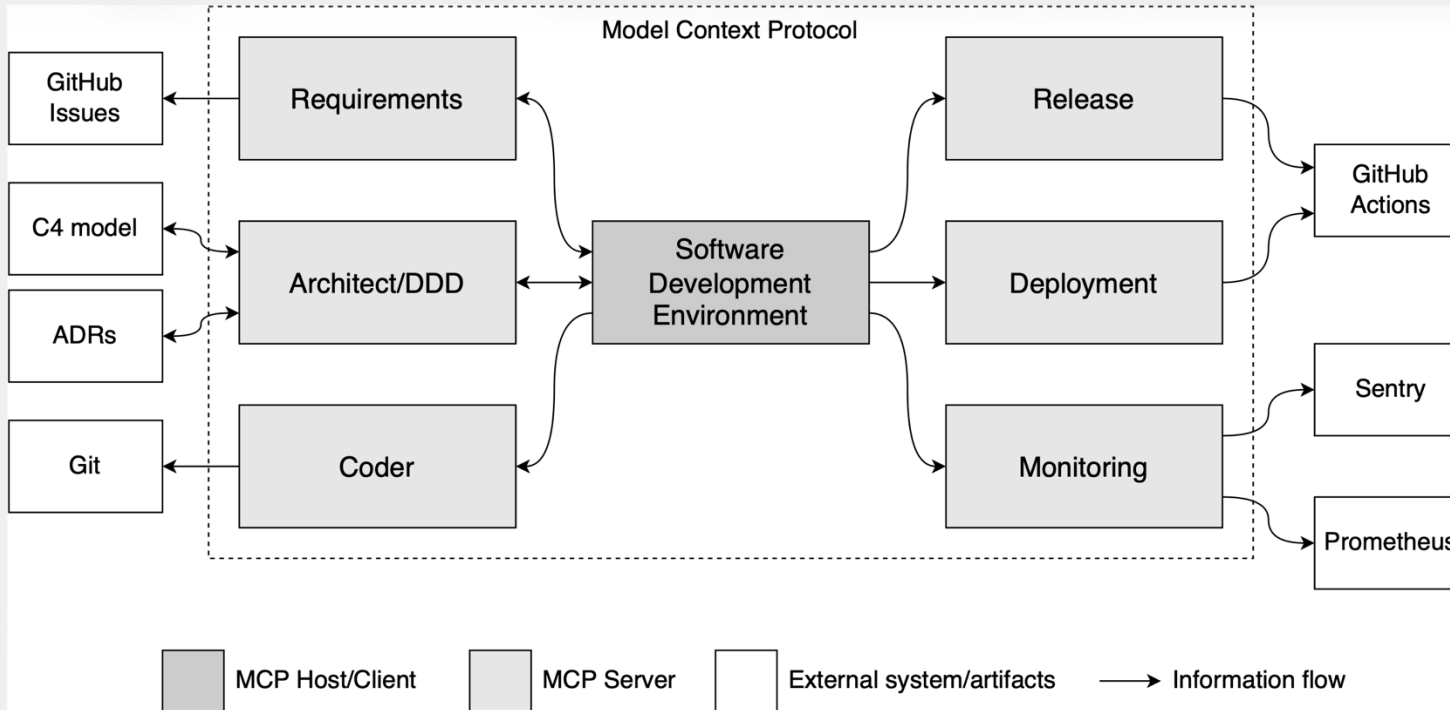 Model Context Protocol
GitHub
Issues
Requirements
Release
GitHub
Actions
C4 model
Architect/DDD
Software
Development
Environment
Deployment
ADRs
Sentry
Git
Coder
Monitoring
Prometheus
MCP Host/Client
MCP Server
External system/artifacts
Information flow